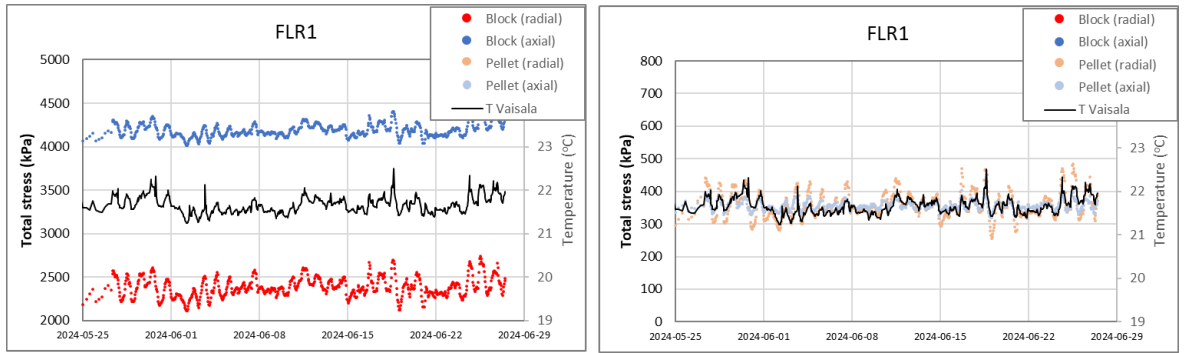 FLR1
Block (radial)
Block (axial)
Pellet (radial)
Pellet (axial)
T Vaisala
5000
4500
4000
3500
3000
2500
2000
Total stress (kPa)
23
22
21
20
19
Temperature (°C)
2024-05-25 2024-06-01 2024-06-08 2024-06-15 2024-06-22 2024-06-29
FLR1
Block (radial)
Block (axial)
Pellet (radial)
Pellet (axial)
T Vaisala
800
700
600
500
400
300
200
100
0
Total stress (kPa)
23
22
21
20
19
Temperature (°C)
2024-05-25 2024-06-01 2024-06-08 2024-06-15 2024-06-22 2024-06-29